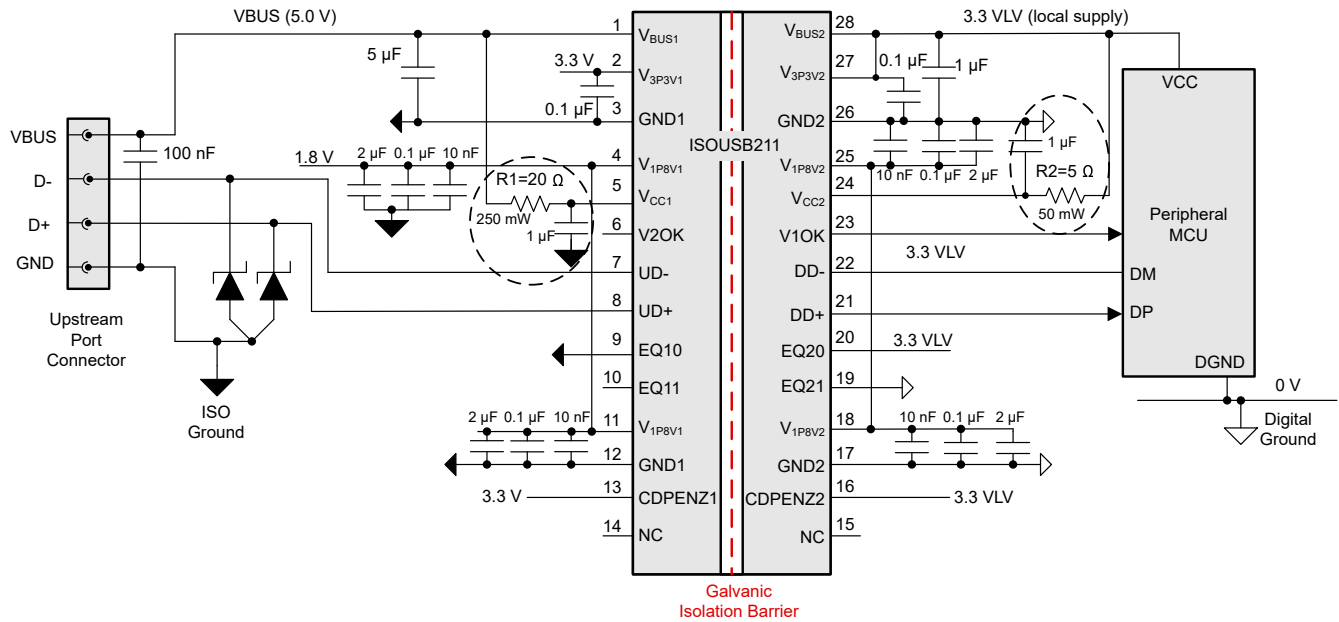 VBUS (5.0 V)
3.3 VLV (local supply)
VBUS
D-
D+
GND
Upstream
Port
Connector
100 nF
ISO
Ground
5 µF
3.3 V
0.1 µF
1.8 V
2 µF 0.1 µF 10 nF
R1=20 Ω
250 mW
1 µF
2 µF 0.1 µF 10 nF
3.3 V
1 VBUS1
2 V3P3V1
3 GND1
4 V1P8V1
5 VCC1
6 V2OK
7 UD-
8 UD+
9 EQ10
10 EQ11
11 V1P8V1
12 GND1
13 CDPENZ1
14 NC
ISOUSB211
VBUS2 28
V3P3V2 27
GND2 26
V1P8V2 25
VCC2 24
V1OK 23
DD- 22
DD+ 21
EQ20 20
EQ21 19
V1P8V2 18
GND2 17
CDPENZ2 16
NC 15
Galvanic
Isolation Barrier
0.1 µF
1 µF
10 nF 0.1 µF 2 µF
1 µF
R2=5 Ω
50 mW
3.3 VLV
3.3 VLV
10 nF 0.1 µF 2 µF
3.3 VLV
VCC
Peripheral
MCU
DM
DP
DGND
0 V
Digital
Ground